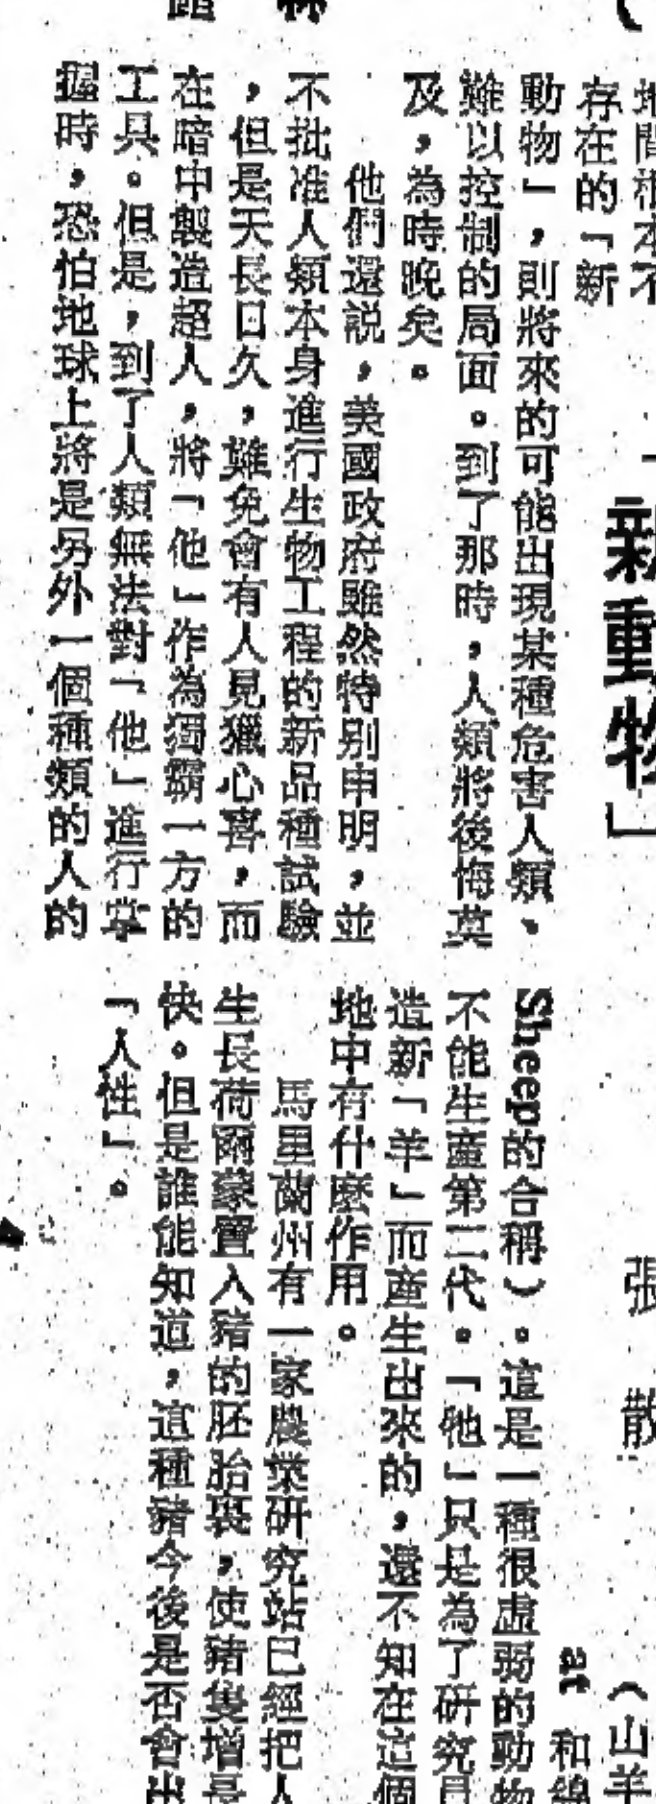 新動物」
地間根本不
存在的「新
動物」，則將來的可能出現某種危害人類、
難以控制的局面。到了那時，人類將後悔莫
及，為時晚矣。
他們還説，美國政府雖然特別申明，並
不批准人類本身進行生物工程的新品種試驗
，但是天長日久，難免會有人見獵心喜，而
在暗中製造超人，將「他」作為獨霸一方的
工具。但是，到了人類無法對「他」進行掌
握時，恐怕地球上將是另外一個種類的人的
張 散
（山羊
at 和綿
Sheep的合稱）。這是一種很虛弱的動物
不能生產第二代。「牠」只是為了研究
造新「羊」而產生出來的，還不知在這個
地中有什麼作用。
馬里蘭州有一家農業研究站已經把人
生長荷爾蒙置入豬的胚胎裏，使豬隻增長
快。但是誰能知道，這種豬今後是否會出
「人性」。